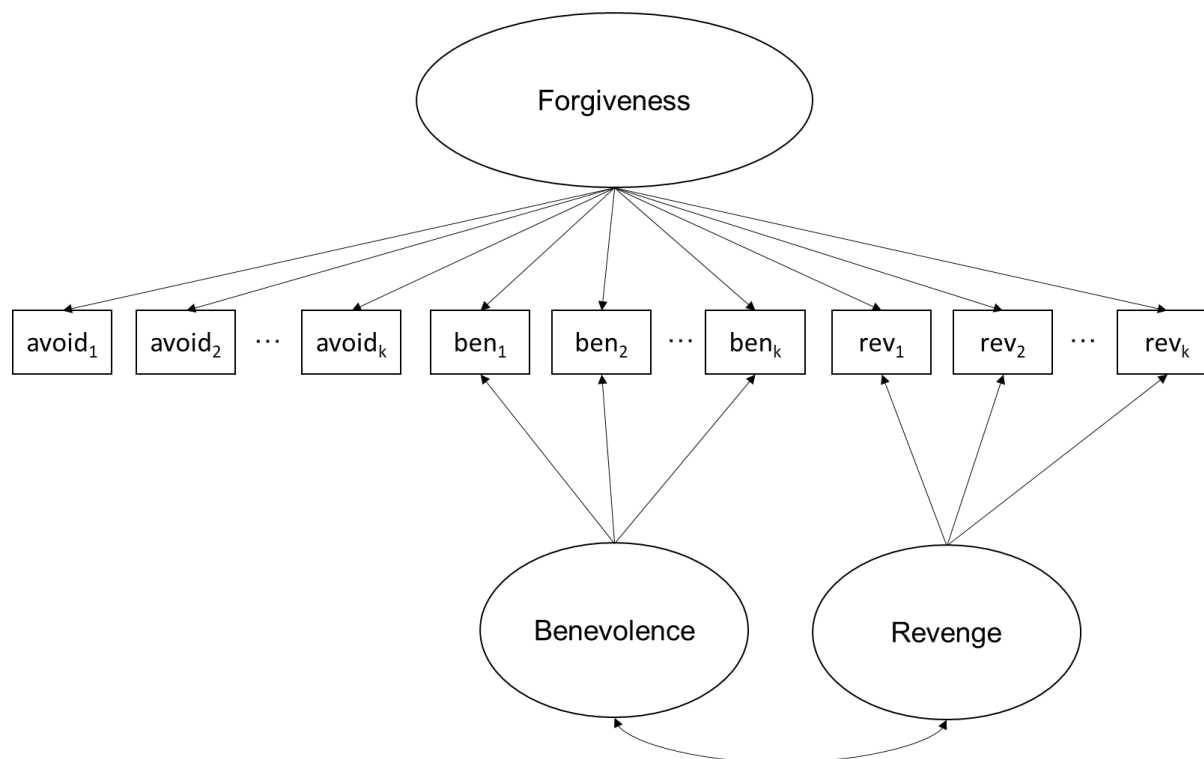 Forgiveness
avoid₁ avoid₂ ... avoidₖ ben₁ ben₂ ... benₖ rev₁ rev₂ ... revₖ
Benevolence Revenge